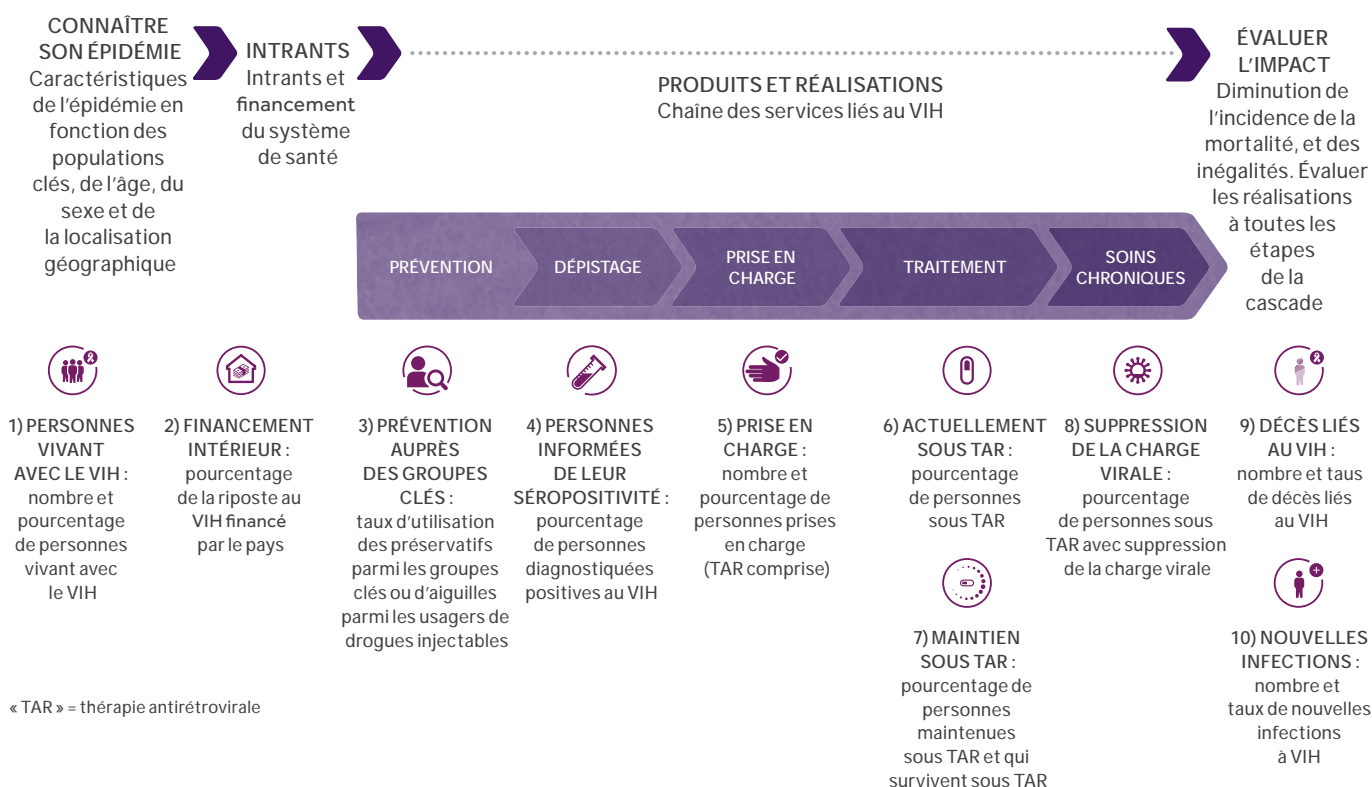 CONNAÎTRE
SON ÉPIDÉMIE
Caractéristiques
de l'épidémie en
fonction des
populations
clés, de l'âge, du
sexe et de
la localisation
géographique
INTRANTS
Intrants et
financement
du système
de santé
PRODUITS ET RÉALISATIONS
Chaîne des services liés au VIH
ÉVALUER
L'IMPACT
Diminution de
l'incidence de la
mortalité, et des
inégalités. Évaluer
les réalisations
à toutes les
étapes
de la
cascade
PRÉVENTION
DÉPISTAGE
PRISE EN
CHARGE
TRAITEMENT
SOINS
CHRONIQUES
1) PERSONNES
VIVANT
AVEC LE VIH :
nombre et
pourcentage
de personnes
vivant avec
le VIH
2) FINANCEMENT
INTÉRIEUR :
pourcentage
de la riposte au
VIH financé
par le pays
3) PRÉVENTION
AUPRÈS
DES GROUPES
CLÉS :
taux d'utilisation
des préservatifs
parmi les groupes
clés ou d'aiguilles
parmi les usagers de
drogues injectables
4) PERSONNES
INFORMÉES
DE LEUR
SÉROPOSITIVITÉ :
pourcentage
de personnes
diagnostiquées
positives au VIH
5) PRISE EN
CHARGE :
nombre et
pourcentage de
personnes prises
en charge
(TAR comprise)
6) ACTUELLEMENT
SOUS TAR :
pourcentage
de personnes
sous TAR
7) MAINTIEN
SOUS TAR :
pourcentage de
personnes
maintenues
sous TAR et qui
survivent sous TAR
8) SUPPRESSION
DE LA CHARGE
VIRALE :
pourcentage
de personnes sous
TAR avec suppression
de la charge virale
9) DÉCÈS LIÉS
AU VIH :
nombre et taus
de décès liés
au VIH
10) NOUVELLES
INFECTIONS :
nombre et
taux de nouvelles
infections
à VIH
« TAR » = thérapie antirétrovirale